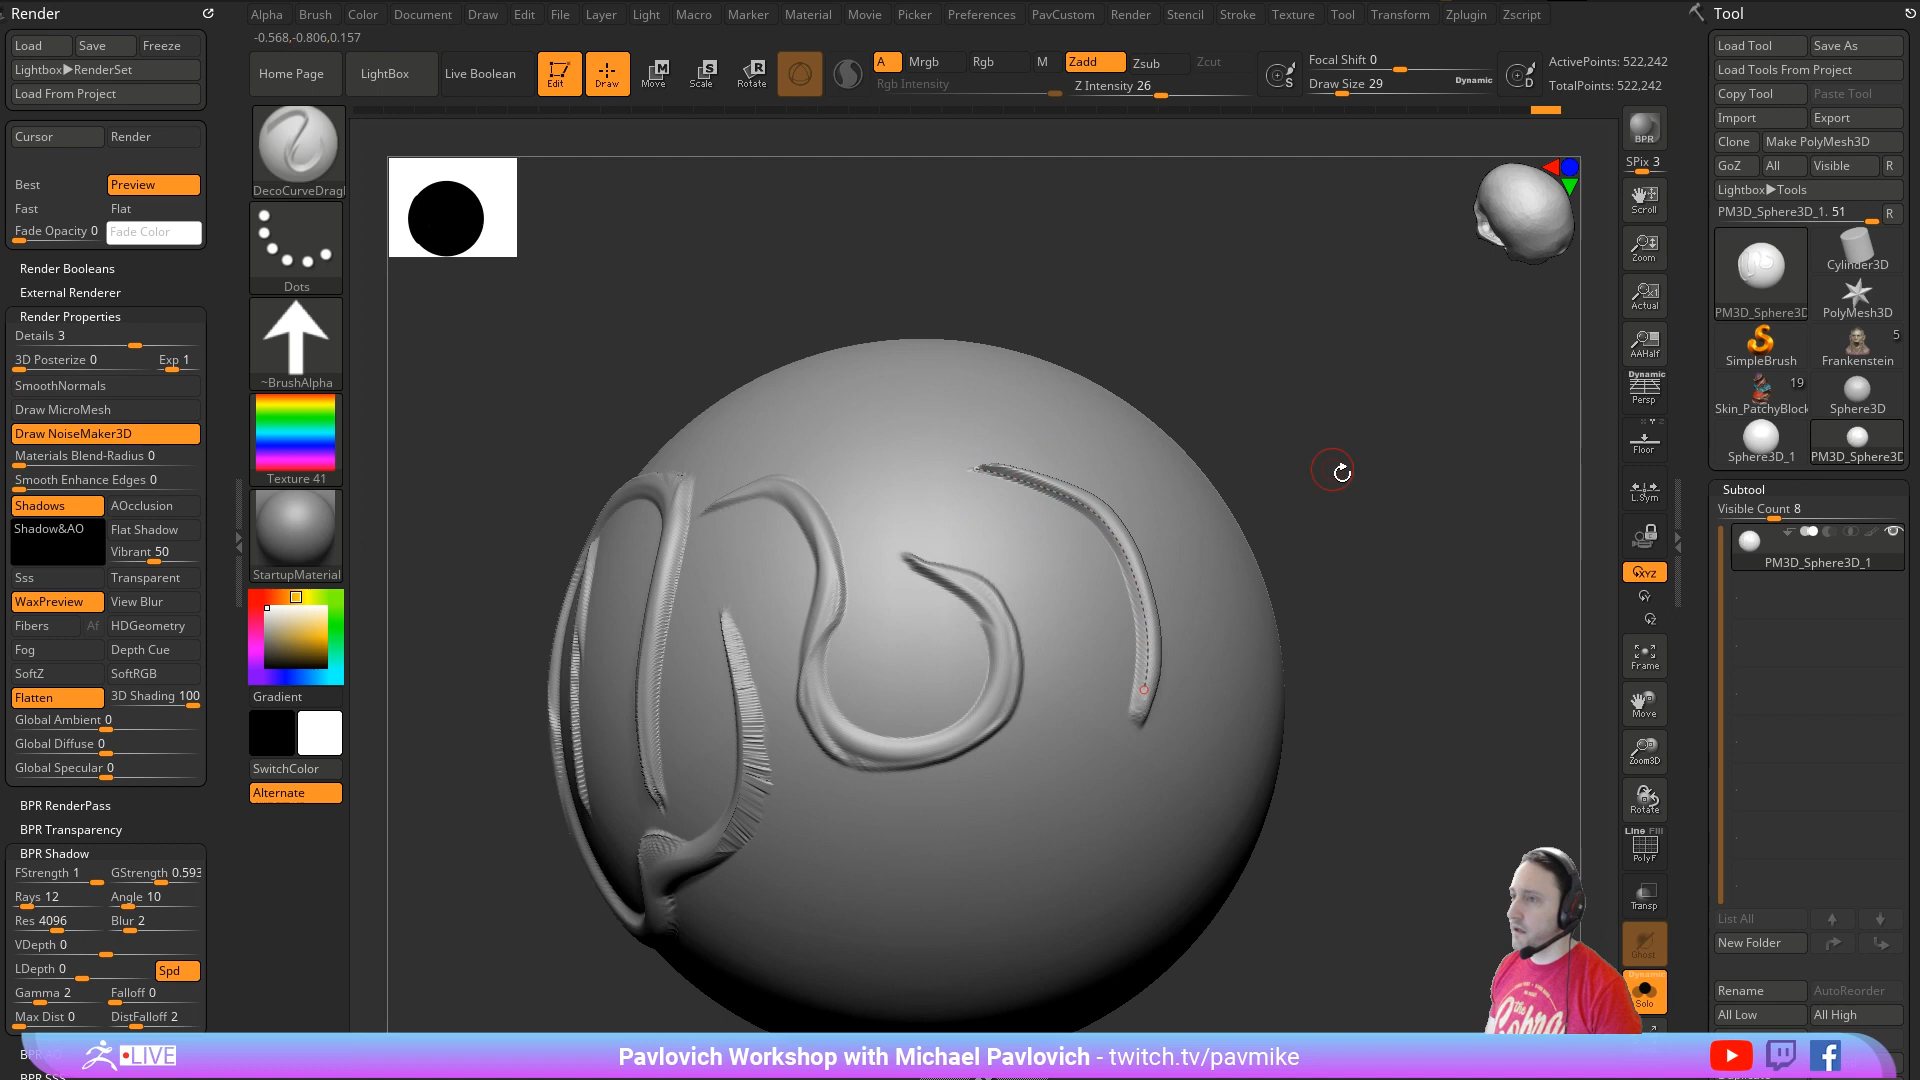 Render
Alpha Brush Color Document Draw Edit File Layer Light Macro Marker Material Movie Picker Preferences PavCustom Render Stencil Stroke Texture Tool Transform Zplugin Zscript
Tool
-0.568,-0.806,0.157
Load Save Freeze
Lightbox▶RenderSet
Load From Project
Home Page LightBox Live Boolean Edit Draw Move Scale Rotate
A Mrgb Rgb M Zadd Zsub Zcut
Rgb Intensity Z Intensity 26
Focal Shift 0
Draw Size 29 Dynamic
ActivePoints: 522,242
TotalPoints: 522,242
Load Tool Save As
Load Tools From Project
Copy Tool Paste Tool
Import Export
Clone Make PolyMesh3D
GoZ All Visible R
Lightbox▶Tools
PM3D_Sphere3D_1. 51 R
PM3D_Sphere3D
Cylinder3D
PolyMesh3D
SimpleBrush
5
Frankenstein
19
Skin_PatchyBlock
Sphere3D
Sphere3D_1
PM3D_Sphere3D
Subtool
Visible Count 8
PM3D_Sphere3D_1
List All
New Folder
Rename AutoReorder
All Low All High
Cursor Render
Best Preview
Fast Flat
Fade Opacity 0 Fade Color
Render Booleans
External Renderer
Render Properties
Details 3
3D Posterize 0 Exp 1
SmoothNormals
Draw MicroMesh
Draw NoiseMaker3D
Materials Blend-Radius 0
Smooth Enhance Edges 0
Shadows AOcclusion
Shadow&AO Flat Shadow
Vibrant 50
Sss Transparent
WaxPreview View Blur
Fibers Af HDGeometry
Fog Depth Cue
SoftZ SoftRGB
Flatten 3D Shading 100
Global Ambient 0
Global Diffuse 0
Global Specular 0
BPR RenderPass
BPR Transparency
BPR Shadow
FStrength 1 GStrength 0.593
Rays 12 Angle 10
Res 4096 Blur 2
VDepth 0
LDepth 0 Spd
Gamma 2 Falloff 0
Max Dist 0 DistFalloff 2
DecoCurveDragD
Dots
~BrushAlpha
Texture 41
StartupMaterial
Gradient
SwitchColor
Alternate
BPR
SPix 3
Scroll
Zoom
Actual
AAHalf
Dynamic
Persp
Floor
L.Sym
XYZ
Y
Z
Frame
Move
Zoom3D
Rotate
Line Fill
PolyF
Transp
Ghost
Dynamic
Solo
The
Cobra
LIVE
Pavlovich Workshop with Michael Pavlovich - twitch.tv/pavmike